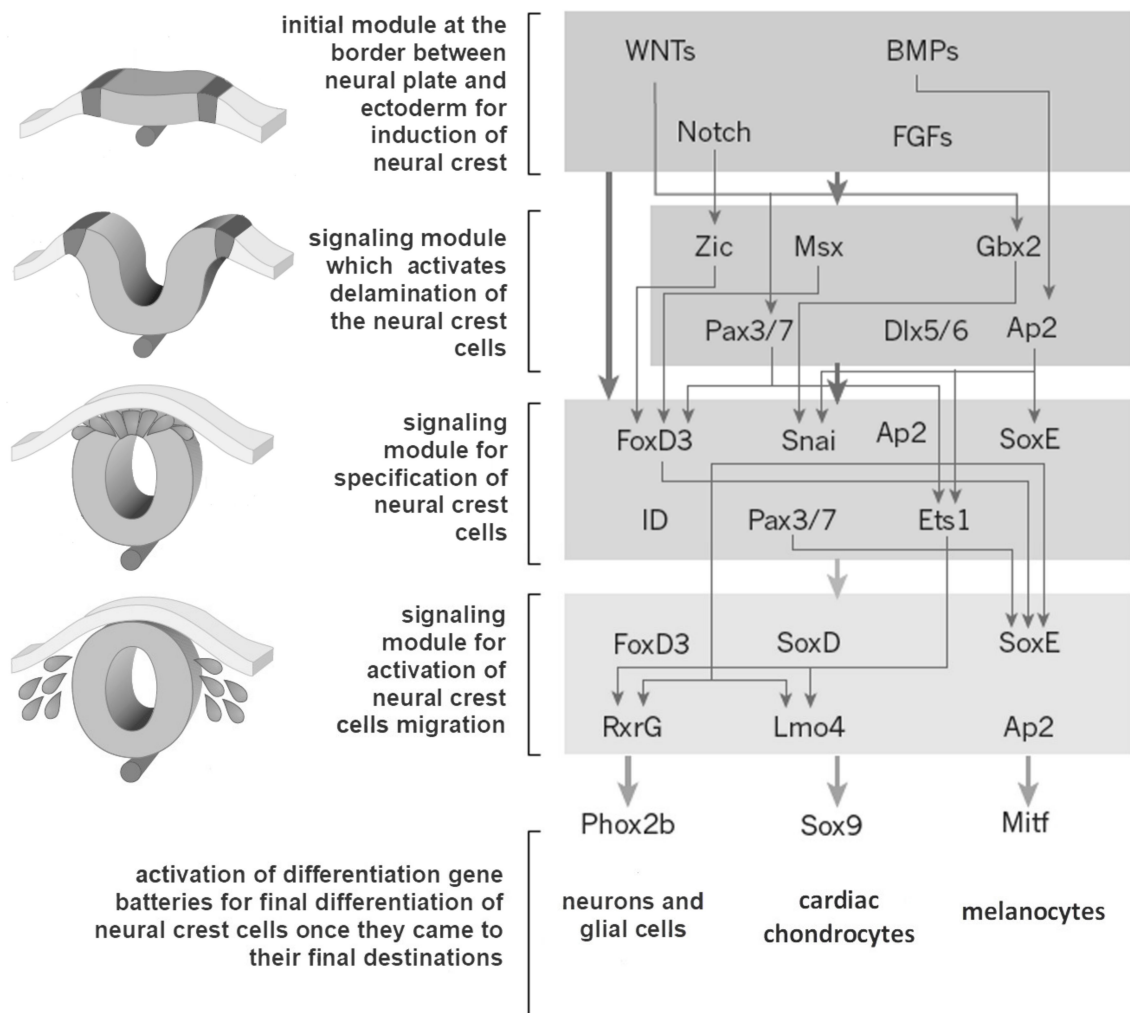 initial module at the
border between
neural plate and
ectoderm for
induction of
neural crest
WNTs BMPs
Notch FGFs
signaling module
which activates
delamination of
the neural crest
cells
Zic Msx Gbx2
Pax3/7 Dlx5/6 Ap2
signaling
module for
specification of
neural crest
cells
FoxD3 Snai Ap2 SoxE
ID Pax3/7 Ets1
signaling
module for
activation of
neural crest
cells migration
FoxD3 SoxD SoxE
RxrG Lmo4 Ap2
Phox2b Sox9 Mitf
activation of differentiation gene
batteries for final differentiation of
neural crest cells once they came to
their final destinations
neurons and
glial cells
cardiac
chondrocytes
melanocytes